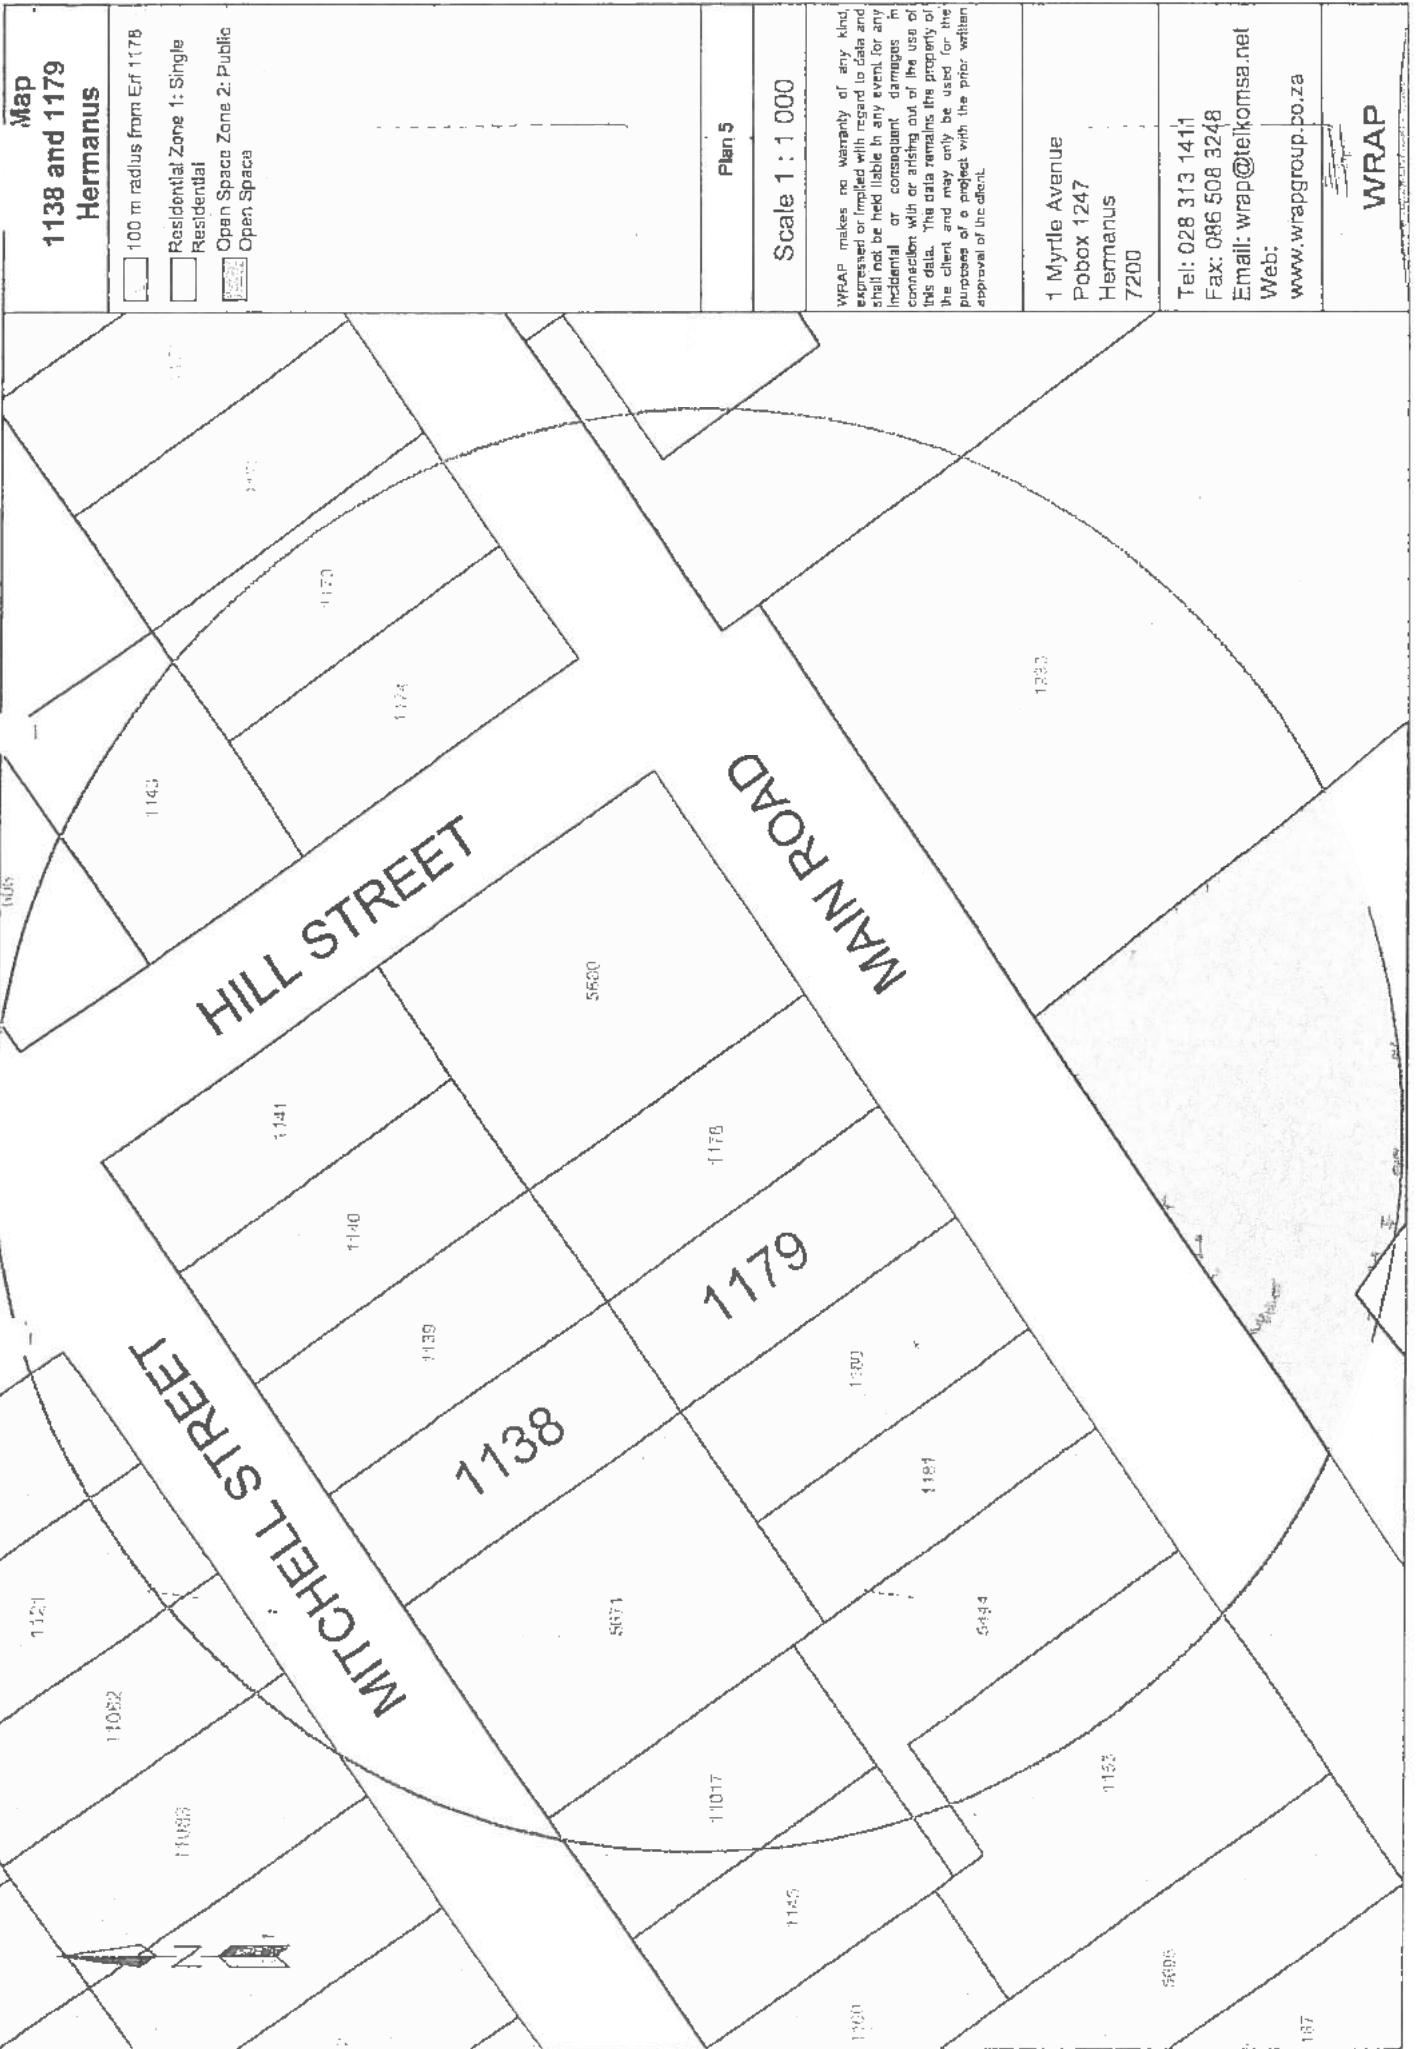 Map
1138 and 1179
Hermanus
100 m radius from Erf 1178
Residential Zone 1: Single
Residential
Open Space Zone 2: Public
Open Space
Plan 5
Scale 1 : 1 000
WRAP makes no warranty of any kind,
expressed or implied with regard to data and
shall not be held liable in any event for any
incidental or consequent damages in
connection with or arising out of the use of
this data. The data remains the property of
the client and may only be used for the
purposes of a project with the prior written
approval of the client.
1 Myrtle Avenue
Pobox 1247
Hermanus
7200
Tel: 028 313 1411
Fax: 086 508 3248
Email: wrap@telkomsa.net
Web:
www.wrapgroup.co.za
WRAP
HILL STREET
MAIN ROAD
MITCHELL STREET
1138
1179
1143
1173
1174
1141
1140
1139
5600
1178
1181
5671
11017
1121
11062
1153
N